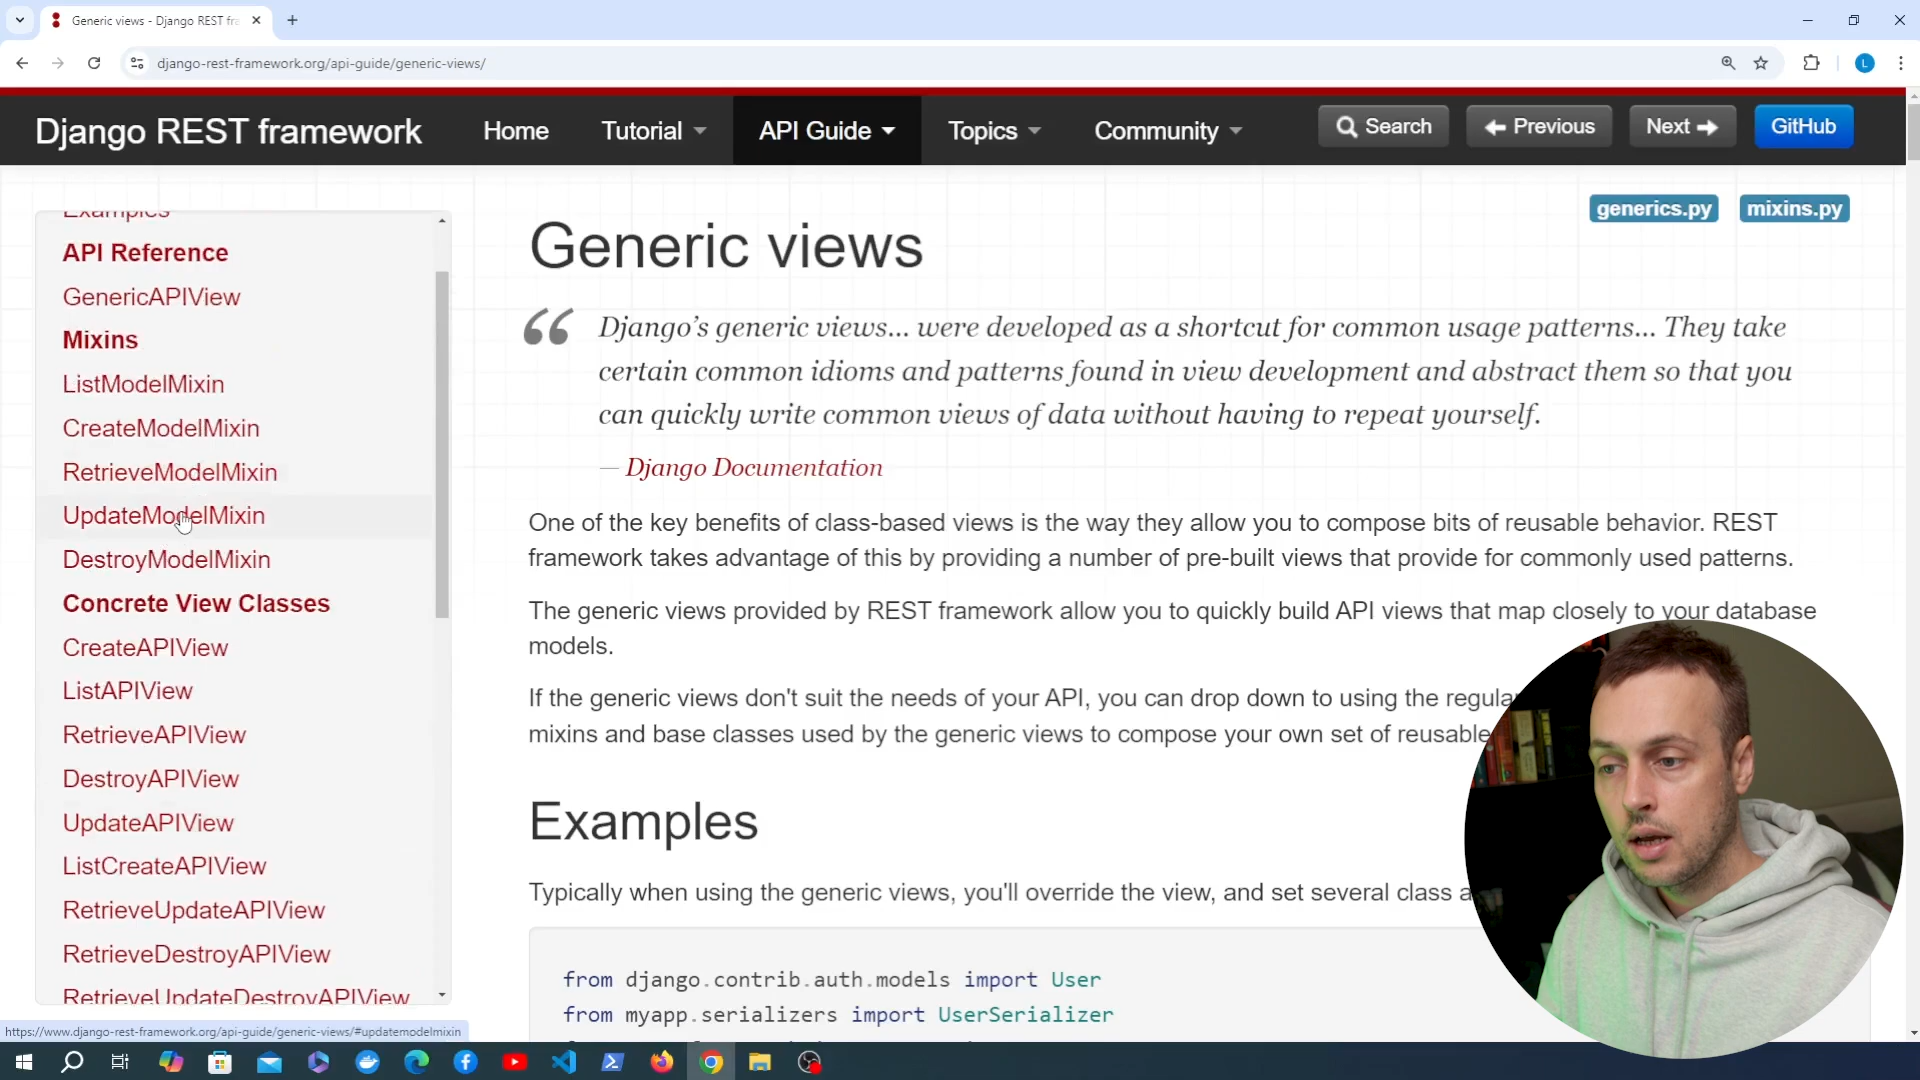 Generic views - Django REST fra
django-rest-framework.org/api-guide/generic-views/
L
Django REST framework
Home
Tutorial
API Guide
Topics
Community
Search
Previous
Next
GitHub
Examples
API Reference
GenericAPIView
Mixins
ListModelMixin
CreateModelMixin
RetrieveModelMixin
UpdateModelMixin
DestroyModelMixin
Concrete View Classes
CreateAPIView
ListAPIView
RetrieveAPIView
DestroyAPIView
UpdateAPIView
ListCreateAPIView
RetrieveUpdateAPIView
RetrieveDestroyAPIView
RetrieveUpdateDestroyAPIView
generics.py
mixins.py
Generic views
“ Django’s generic views... were developed as a shortcut for common usage patterns... They take
certain common idioms and patterns found in view development and abstract them so that you
can quickly write common views of data without having to repeat yourself.
— Django Documentation
One of the key benefits of class-based views is the way they allow you to compose bits of reusable behavior. REST
framework takes advantage of this by providing a number of pre-built views that provide for commonly used patterns.
The generic views provided by REST framework allow you to quickly build API views that map closely to your database
models.
If the generic views don't suit the needs of your API, you can drop down to using the regular
mixins and base classes used by the generic views to compose your own set of reusable
Examples
Typically when using the generic views, you'll override the view, and set several class
from django.contrib.auth.models import User
from myapp.serializers import UserSerializer
https://www.django-rest-framework.org/api-guide/generic-views/#updatemodelmixin